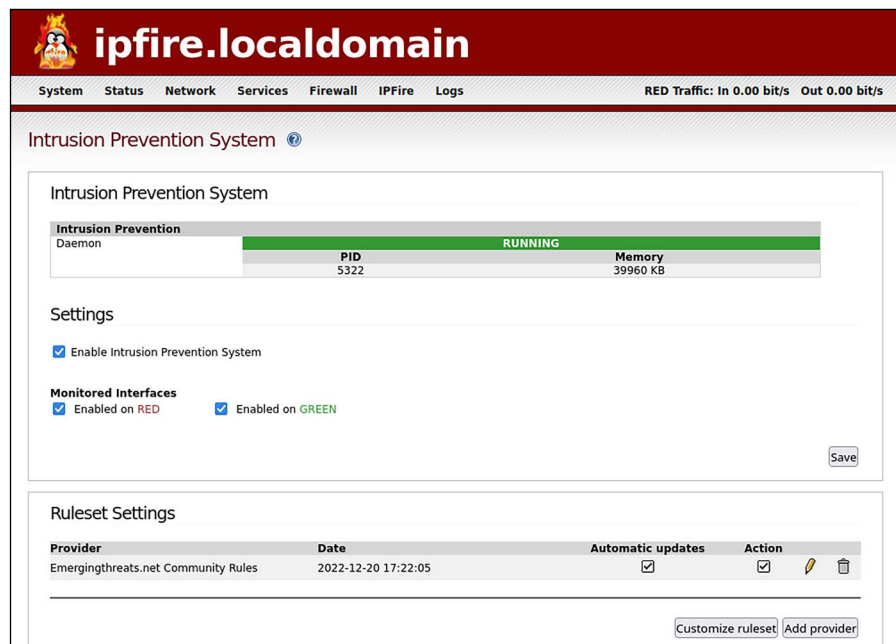 ipfire.localdomain
System Status Network Services Firewall IPFire Logs RED Traffic: In 0.00 bit/s Out 0.00 bit/s
Intrusion Prevention System ?
Intrusion Prevention System
Intrusion Prevention
Daemon RUNNING
PID Memory
5322 39960 KB
Settings
Enable Intrusion Prevention System
Monitored Interfaces
Enabled on RED Enabled on GREEN
Save
Ruleset Settings
Provider Date Automatic updates Action
Emergingthreats.net Community Rules 2022-12-20 17:22:05
Customize ruleset Add provider